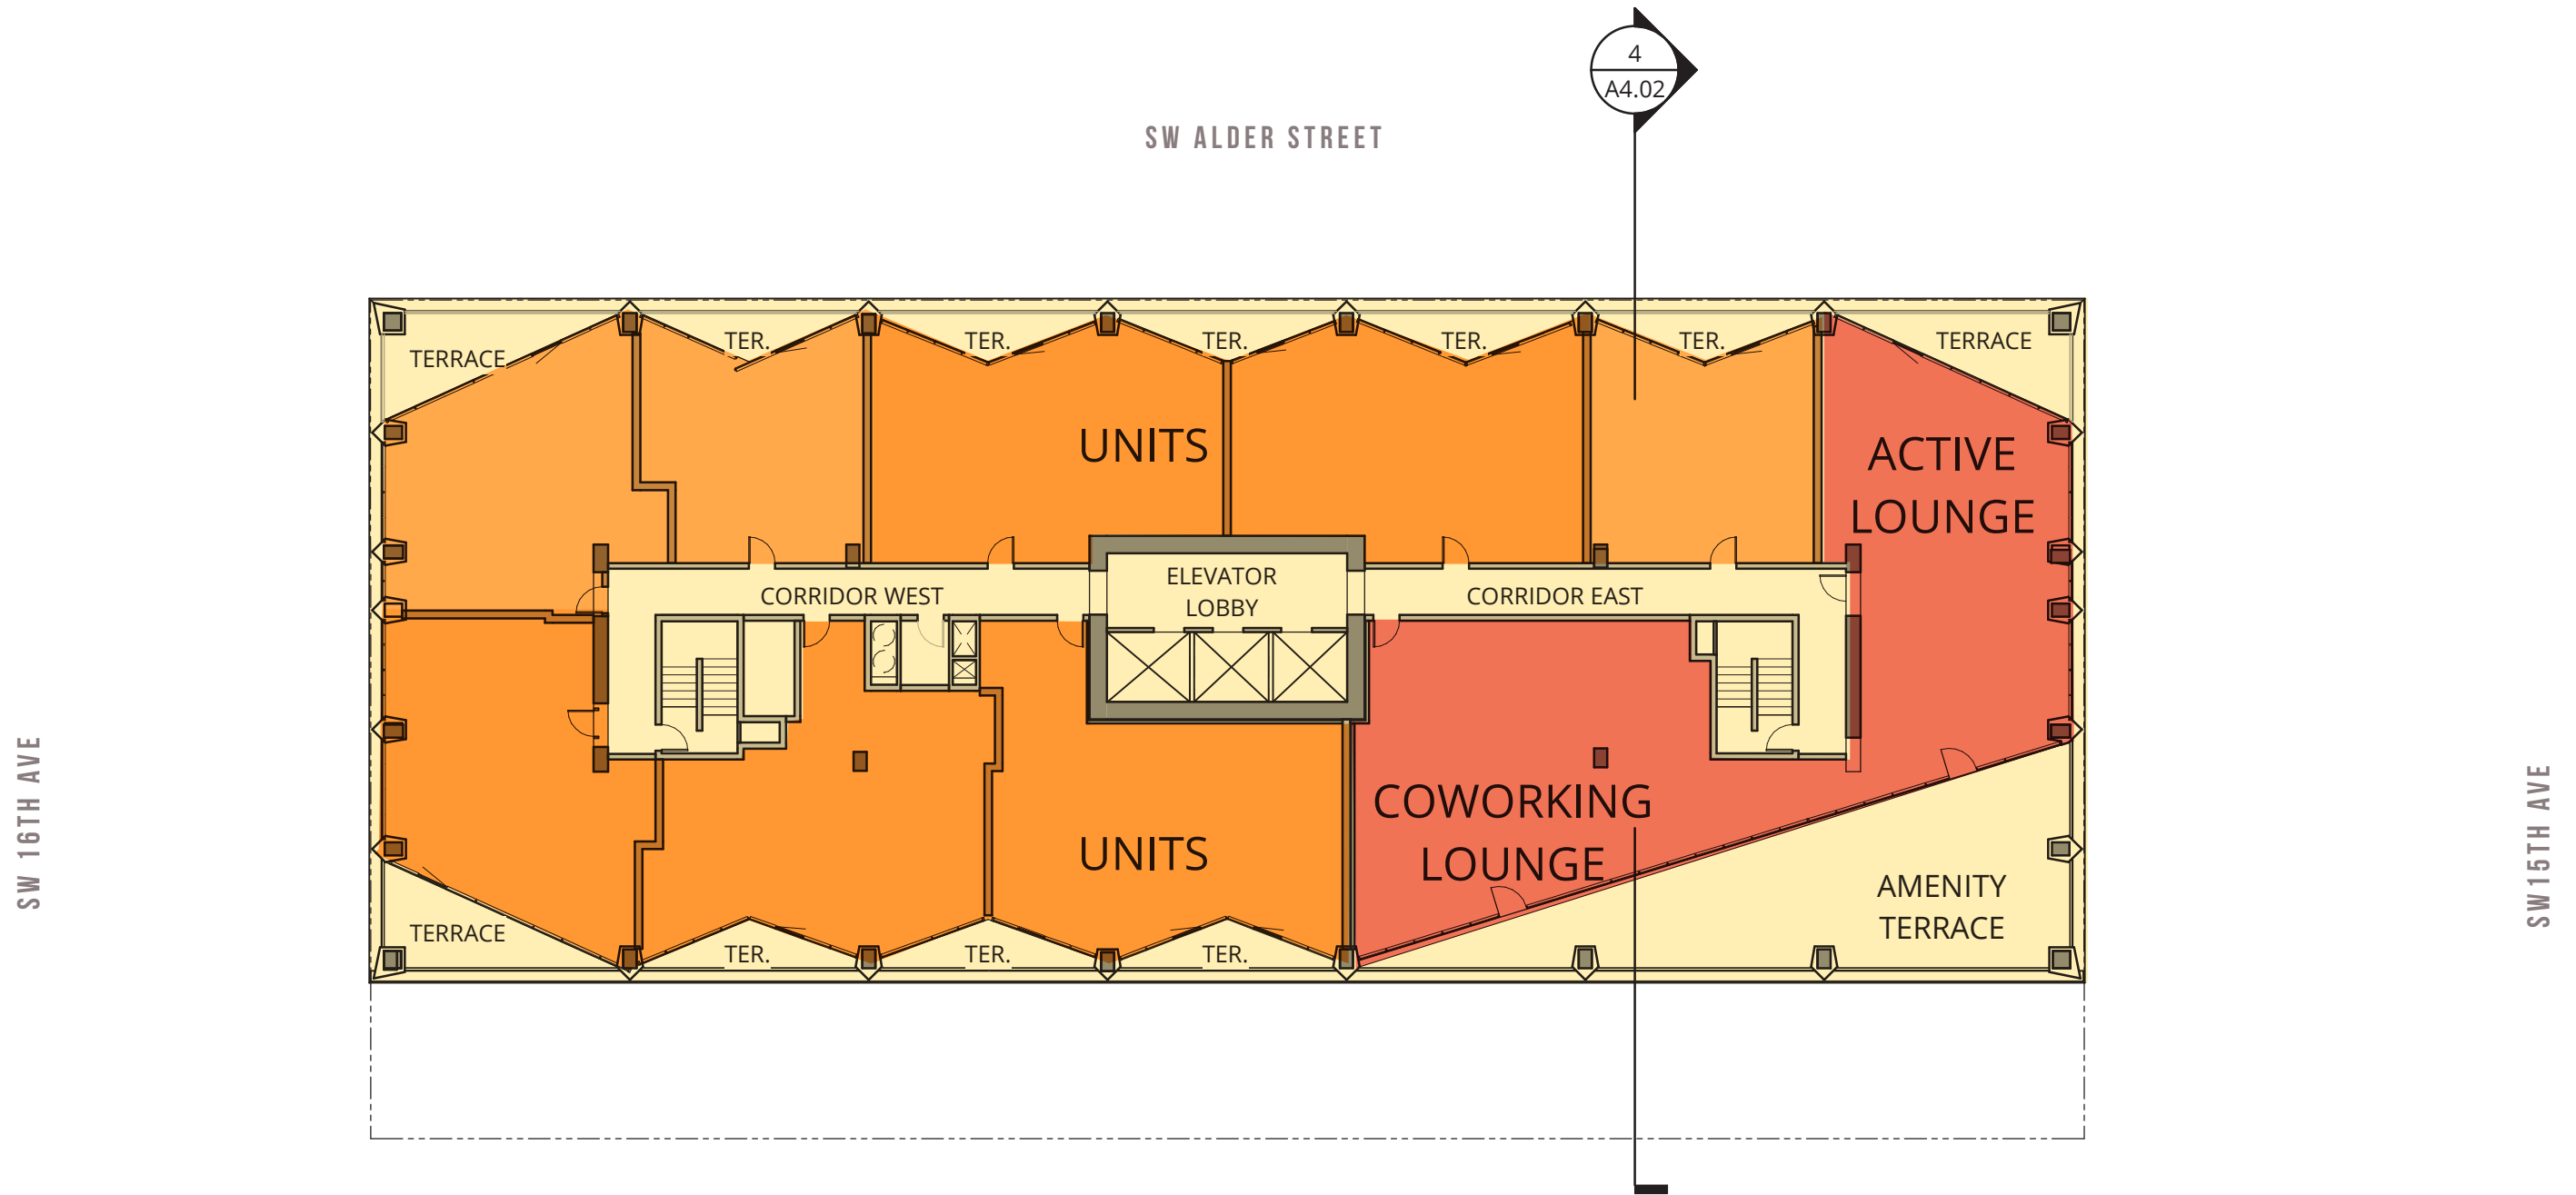 4
A4.02
SW ALDER STREET
TER.
TER.
TER.
TER.
TER.
TERRACE
TERRACE
UNITS
ACTIVE
LOUNGE
ELEVATOR
LOBBY
CORRIDOR WEST
CORRIDOR EAST
COWORKING
LOUNGE
UNITS
AMENITY
TERRACE
TERRACE
TER.
TER.
TER.
SW 16TH AVE
SW 15TH AVE